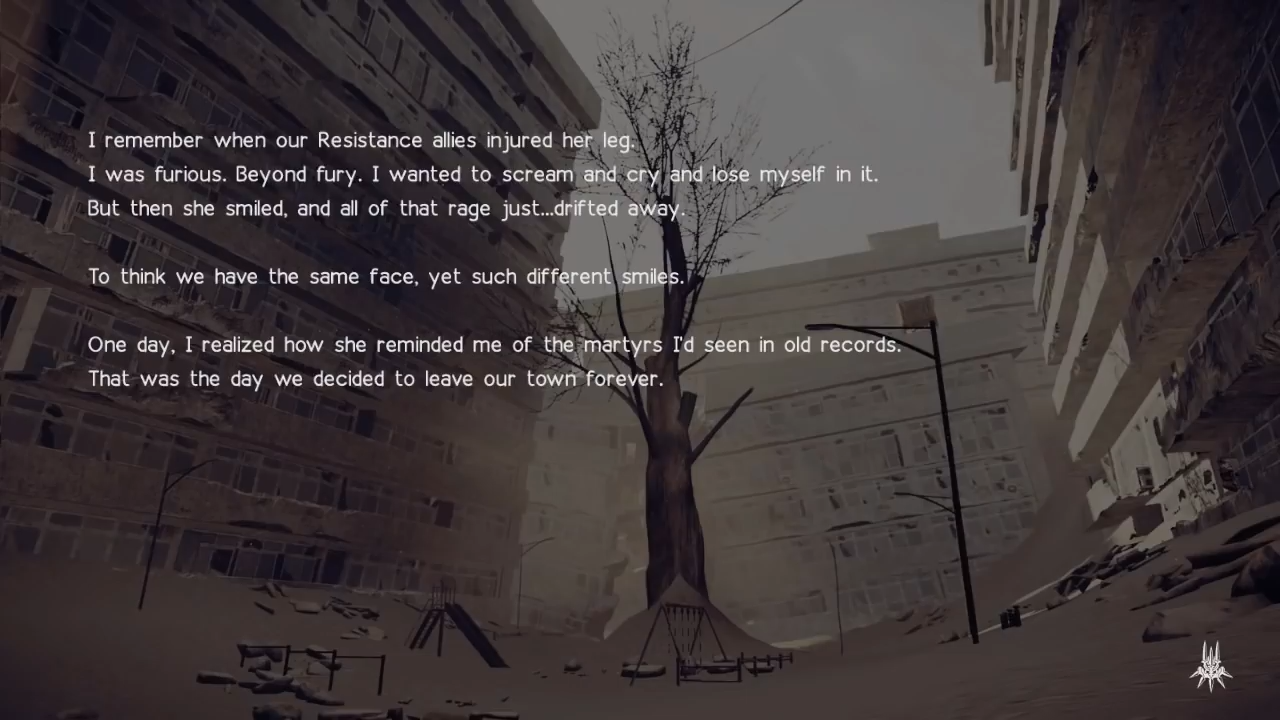 I remember when our Resistance allies injured her leg.
I was furious. Beyond fury. I wanted to scream and cry and lose myself in it.
But then she smiled, and all of that rage just...drifted away.
To think we have the same face, yet such different smiles.
One day, I realized how she reminded me of the martyrs I'd seen in old records.
That was the day we decided to leave our town forever.